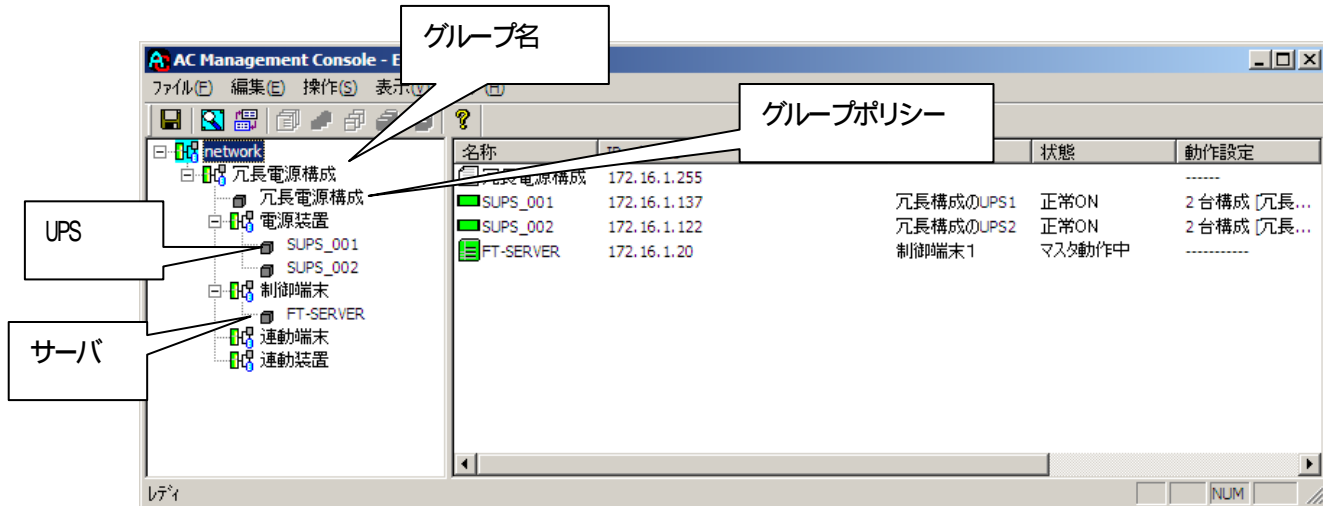 グループ名
AC Management Console - E
ファイル(F) 編集(E) 操作(S) 表示(V) (H)
グループポリシー
network
冗長電源構成
冗長電源構成
電源装置
SUPS_001
SUPS_002
制御端末
FT-SERVER
連動端末
連動装置
UPS
サーバ
名称 状態 動作設定
冗長電源構成 172.16.1.255 ------
SUPS_001 172.16.1.137 冗長構成のUPS1 正常ON 2台構成 [冗長...
SUPS_002 172.16.1.122 冗長構成のUPS2 正常ON 2台構成 [冗長...
FT-SERVER 172.16.1.20 制御端末1 マスタ動作中 -----------
レディ NUM